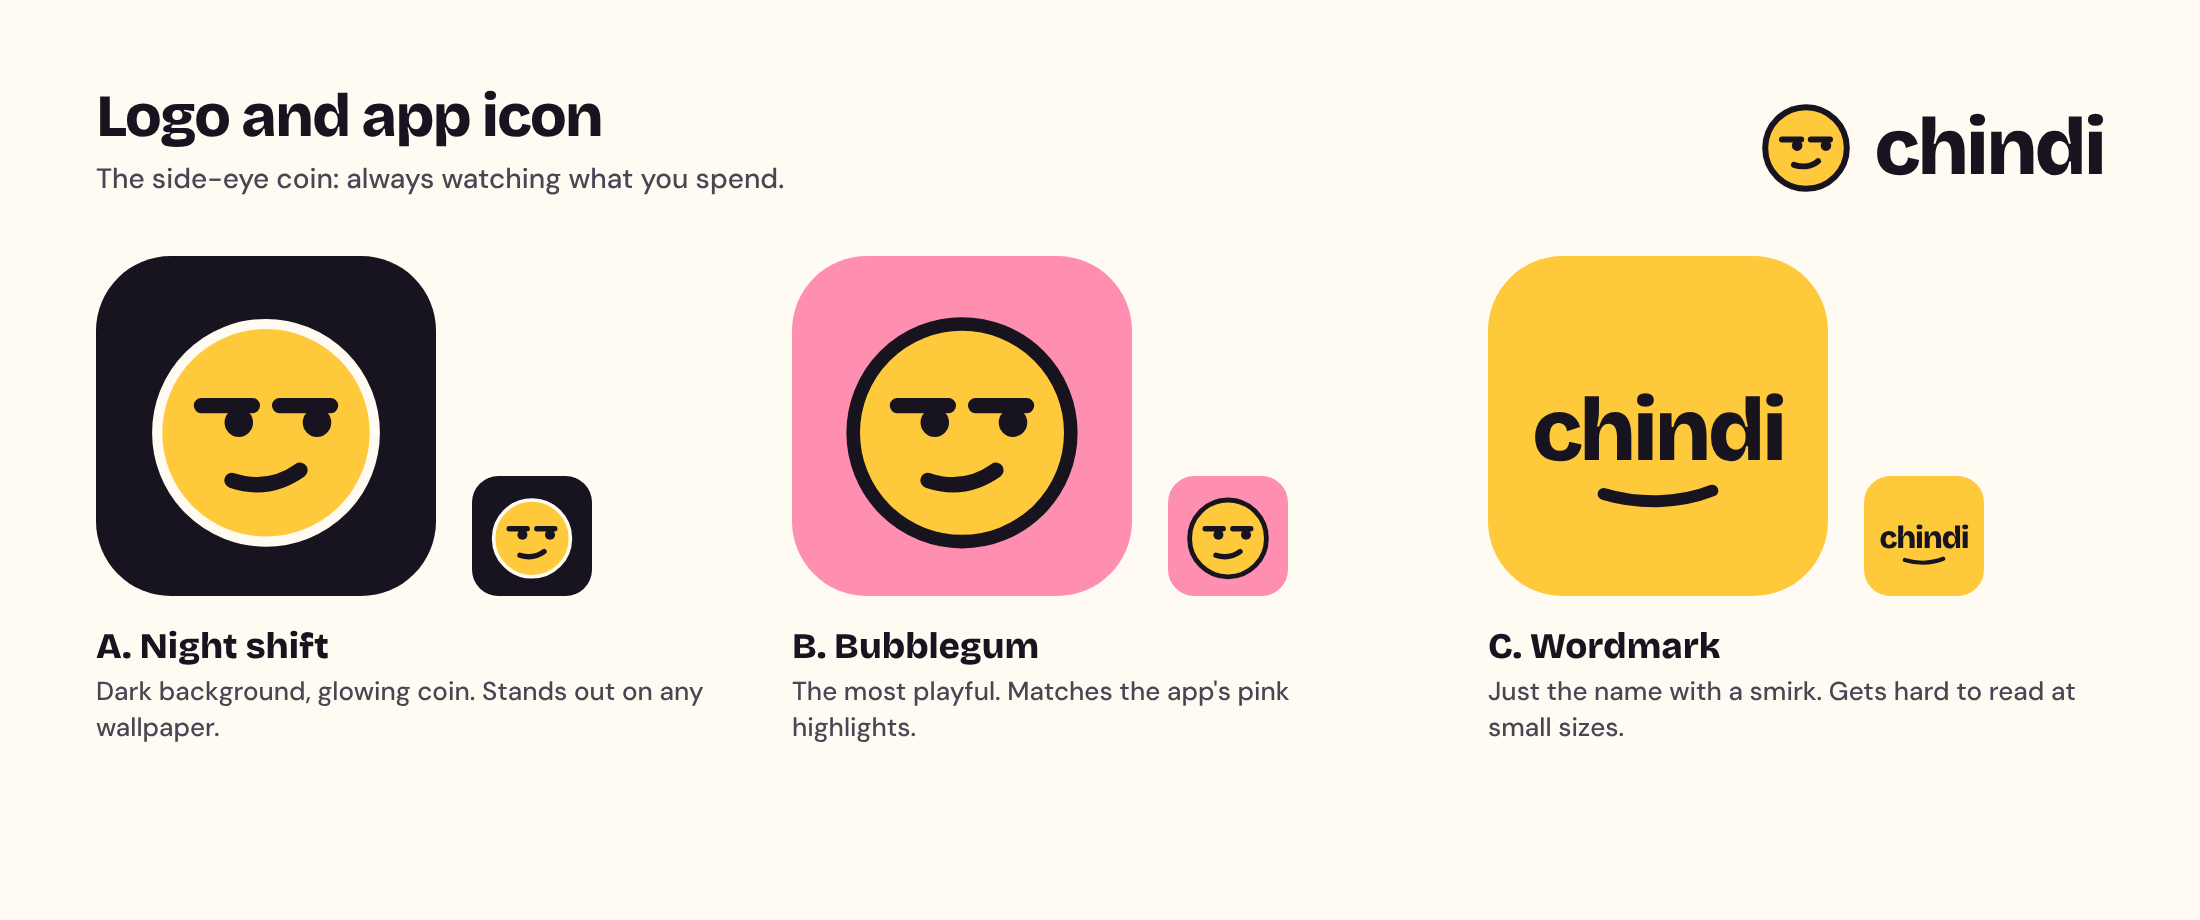 Logo and app icon
The side-eye coin: always watching what you spend.
chindi
chindi
chindi
A. Night shift
Dark background, glowing coin. Stands out on any
wallpaper.
B. Bubblegum
The most playful. Matches the app's pink
highlights.
C. Wordmark
Just the name with a smirk. Gets hard to read at
small sizes.